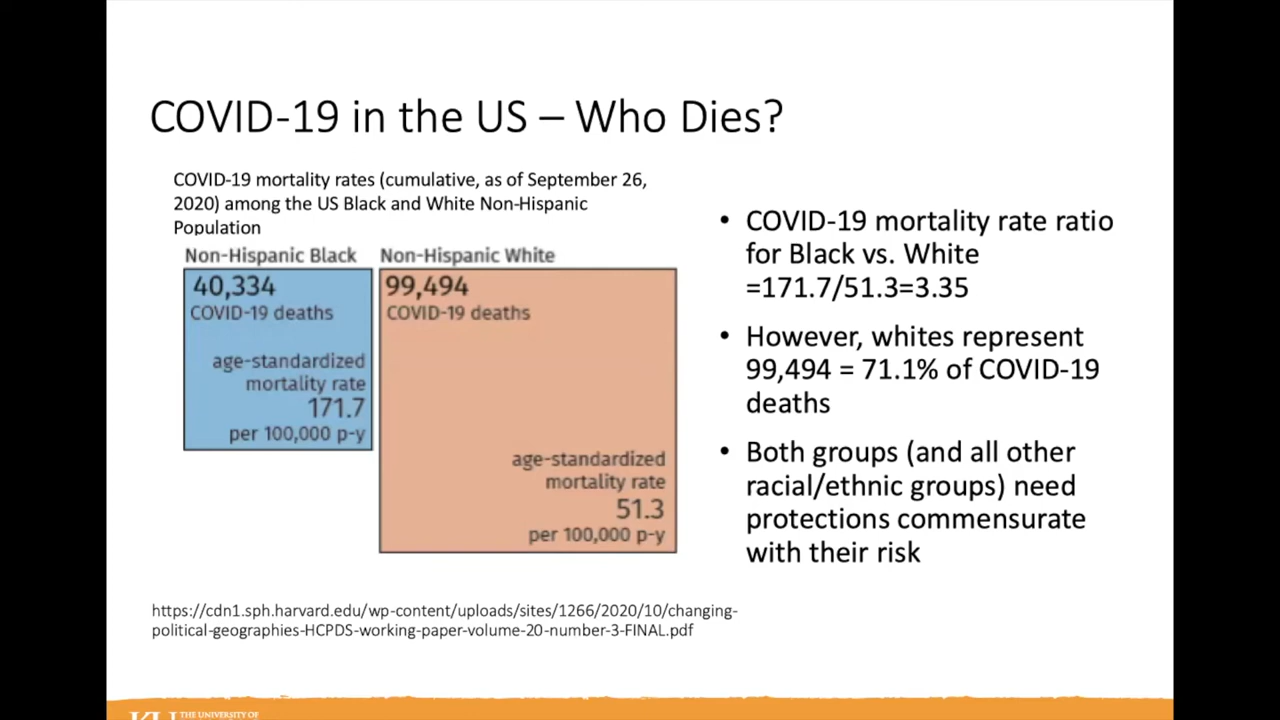 COVID-19 in the US – Who Dies?
COVID-19 mortality rates (cumulative, as of September 26,
2020) among the US Black and White Non-Hispanic
Population
Non-Hispanic Black
40,334
COVID-19 deaths
age-standardized
mortality rate
171.7
per 100,000 p-y
Non-Hispanic White
99,494
COVID-19 deaths
age-standardized
mortality rate
51.3
per 100,000 p-y
• COVID-19 mortality rate ratio
for Black vs. White
=171.7/51.3=3.35
• However, whites represent
99,494 = 71.1% of COVID-19
deaths
• Both groups (and all other
racial/ethnic groups) need
protections commensurate
with their risk
https://cdn1.sph.harvard.edu/wp-content/uploads/sites/1266/2020/10/changing-
political-geographies-HCPDS-working-paper-volume-20-number-3-FINAL.pdf
THE UNIVERSITY OF